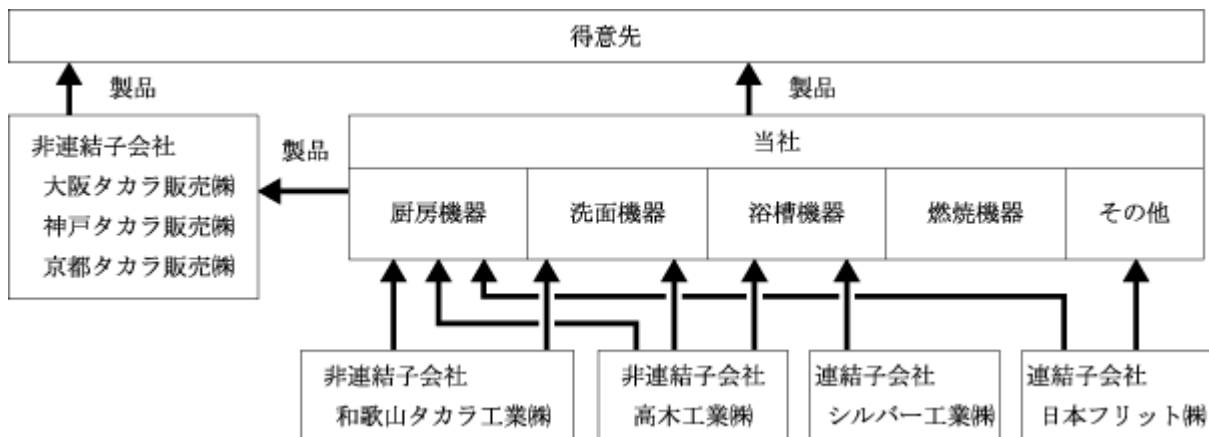 得意先
製品
製品
非連結子会社
大阪タカラ販売㈱
神戸タカラ販売㈱
京都タカラ販売㈱
製品
当社
厨房機器
洗面機器
浴槽機器
燃焼機器
その他
非連結子会社
和歌山タカラ工業㈱
非連結子会社
高木工業㈱
連結子会社
シルバー工業㈱
連結子会社
日本フリット㈱